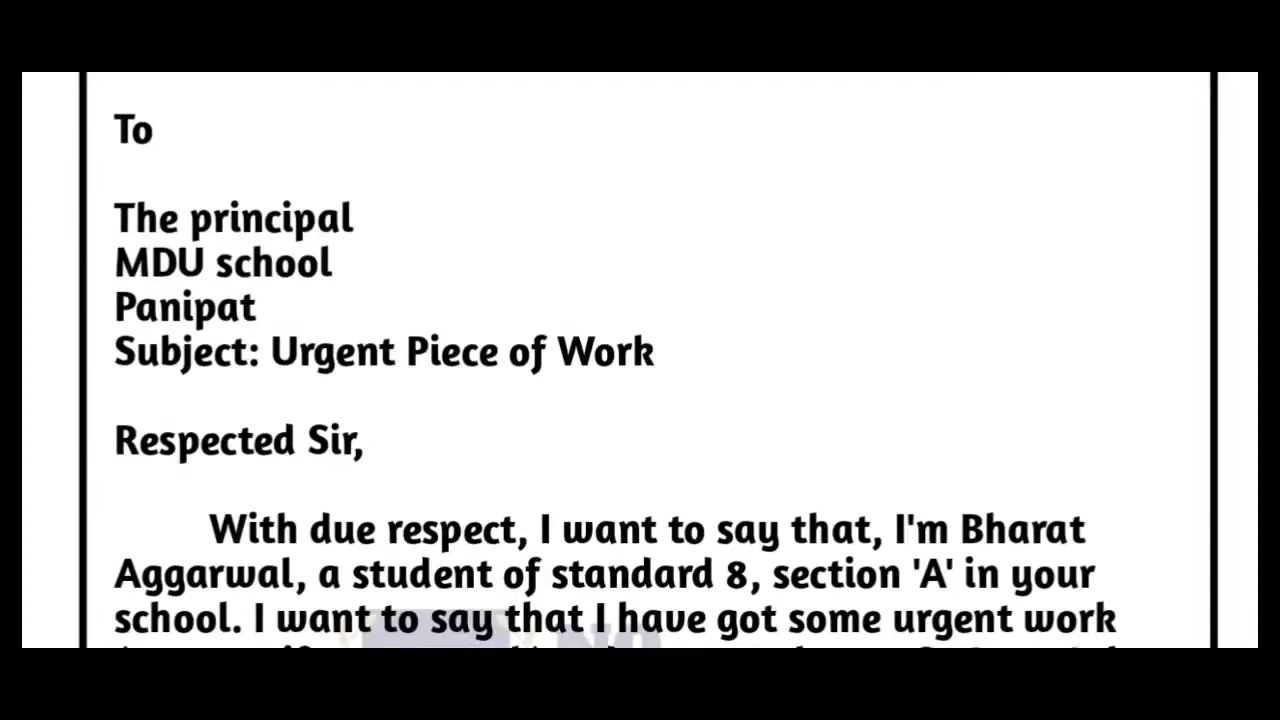 To
The principal
MDU school
Panipat
Subject: Urgent Piece of Work
Respected Sir,
With due respect, I want to say that, I'm Bharat
Aggarwal, a student of standard 8, section 'A' in your
school. I want to say that I have got some urgent work